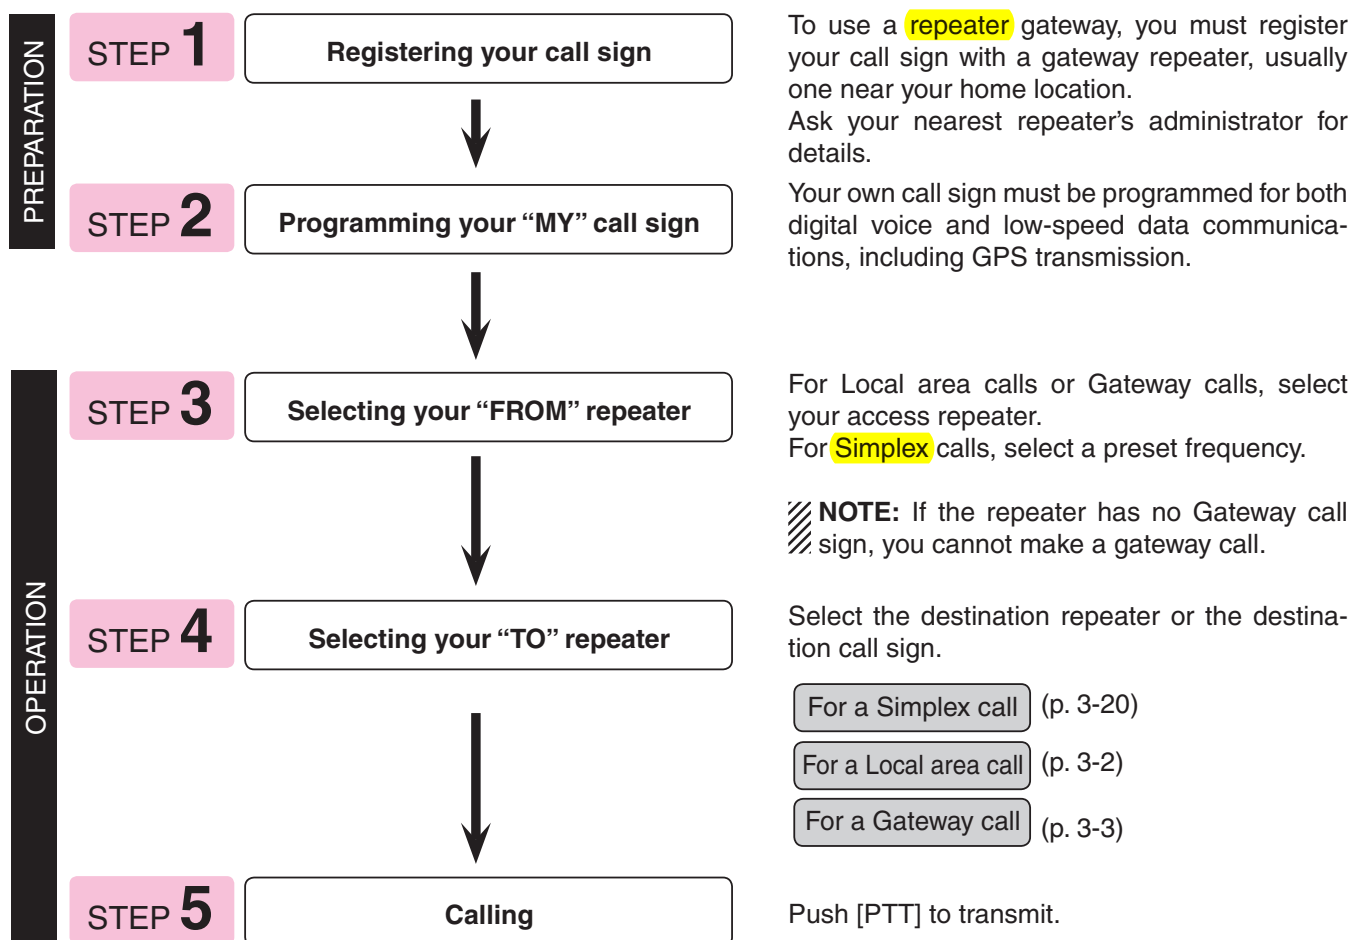 PREPARATION
STEP 1
Registering your call sign
To use a repeater gateway, you must register
your call sign with a gateway repeater, usually
one near your home location.
Ask your nearest repeater's administrator for
details.
STEP 2
Programming your “MY” call sign
Your own call sign must be programmed for both
digital voice and low-speed data communica-
tions, including GPS transmission.
OPERATION
STEP 3
Selecting your “FROM” repeater
For Local area calls or Gateway calls, select
your access repeater.
For Simplex calls, select a preset frequency.
NOTE: If the repeater has no Gateway call
sign, you cannot make a gateway call.
STEP 4
Selecting your “TO” repeater
Select the destination repeater or the destina-
tion call sign.
For a Simplex call (p. 3-20)
For a Local area call (p. 3-2)
For a Gateway call (p. 3-3)
STEP 5
Calling
Push [PTT] to transmit.